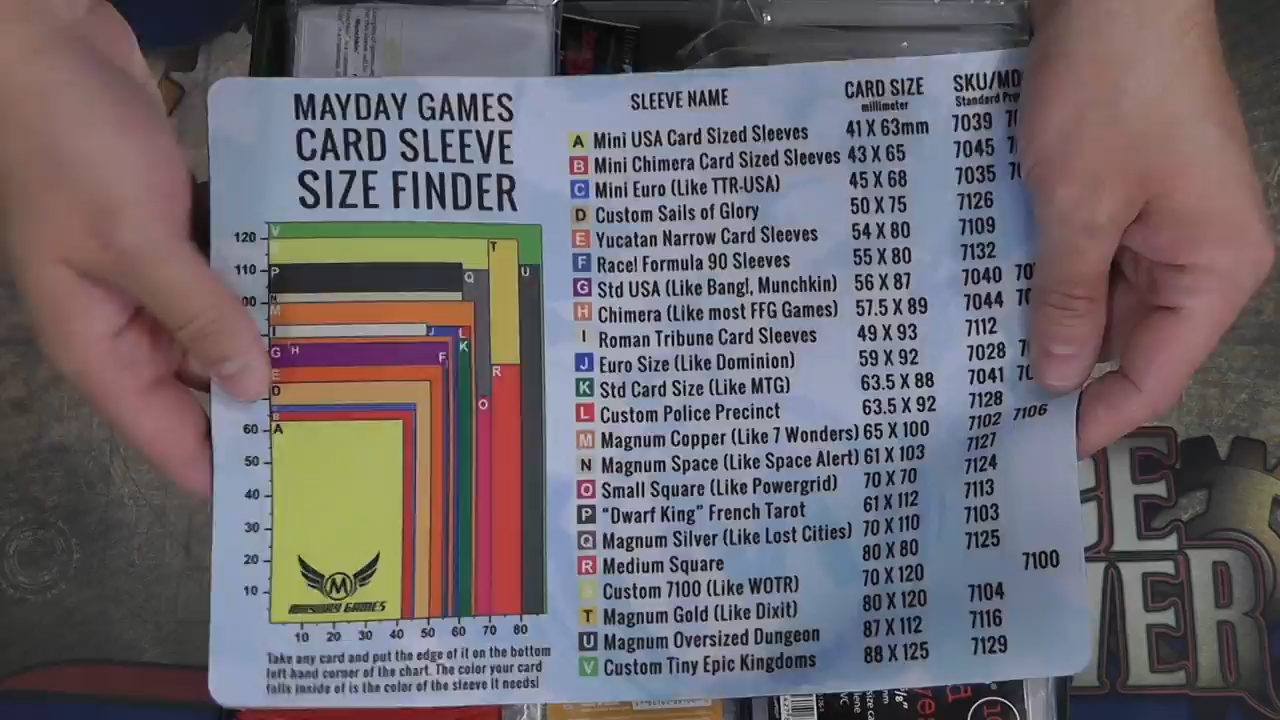 MAYDAY GAMES
CARD SLEEVE
SIZE FINDER
120
110
60
50
40
30
20
10
10 20 30 40 50 60 70 80
V
T
P
Q
U
N
M
I
J
L
G
H
F
K
E
R
D
O
B
A
M
MAYDAY GAMES
Take any card and put the edge of it on the bottom
left-hand corner of the chart. The color your card
falls inside of is the color of the sleeve it needs!
SLEEVE NAME CARD SIZE SKU/MD
millimeter Standard
A Mini USA Card Sized Sleeves 41 X 63mm 7039
B Mini Chimera Card Sized Sleeves 43 X 65 7045
C Mini Euro (Like TTR-USA) 45 X 68 7035
D Custom Sails of Glory 50 X 75 7126
E Yucatan Narrow Card Sleeves 54 X 80 7109
F Race! Formula 90 Sleeves 55 X 80 7132
G Std USA (Like Bang!, Munchkin) 56 X 87 7040
H Chimera (Like most FFG Games) 57.5 X 89 7044
I Roman Tribune Card Sleeves 49 X 93 7112
J Euro Size (Like Dominion) 59 X 92 7028
K Std Card Size (Like MTG) 63.5 X 88 7041
L Custom Police Precinct 63.5 X 92 7128
M Magnum Copper (Like 7 Wonders) 65 X 100 7102 7106
N Magnum Space (Like Space Alert) 61 X 103 7127
O Small Square (Like Powergrid) 70 X 70 7124
P "Dwarf King" French Tarot 61 X 112 7113
Q Magnum Silver (Like Lost Cities) 70 X 110 7103
R Medium Square 80 X 80 7125
Custom 7100 (Like WOTR) 70 X 120 7100
T Magnum Gold (Like Dixit) 80 X 120 7104
U Magnum Oversized Dungeon 87 X 112 7116
V Custom Tiny Epic Kingdoms 88 X 125 7129